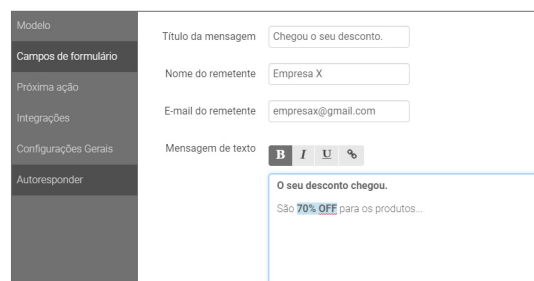 Modelo
Campos de formulário
Próxima ação
Integrações
Configurações Gerais
Autoresponder
Título da mensagem
Chegou o seu desconto.
Nome do remetente
Empresa X
E-mail do remetente
empresax@gmail.com
Mensagem de texto
B I U
O seu desconto chegou.
São 70% OFF para os produtos...